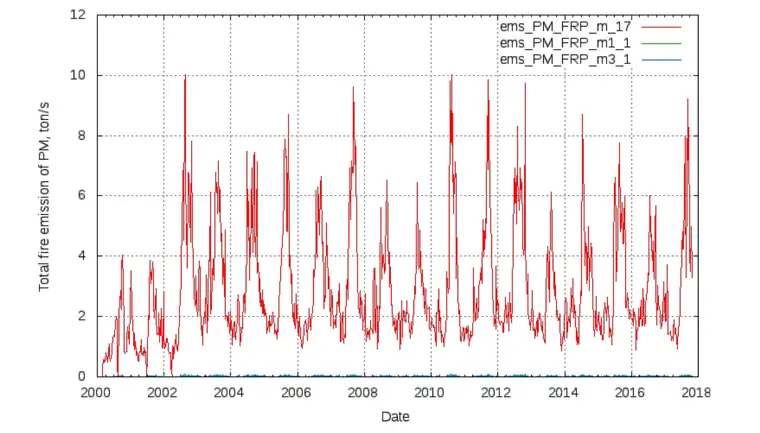 12
ems_PM_FRP_m_17
ems_PM_FRP_m1_1
ems_PM_FRP_m3_1
10
8
6
4
2
0
Total fire emission of PM, ton/s
2000 2002 2004 2006 2008 2010 2012 2014 2016 2018
Date